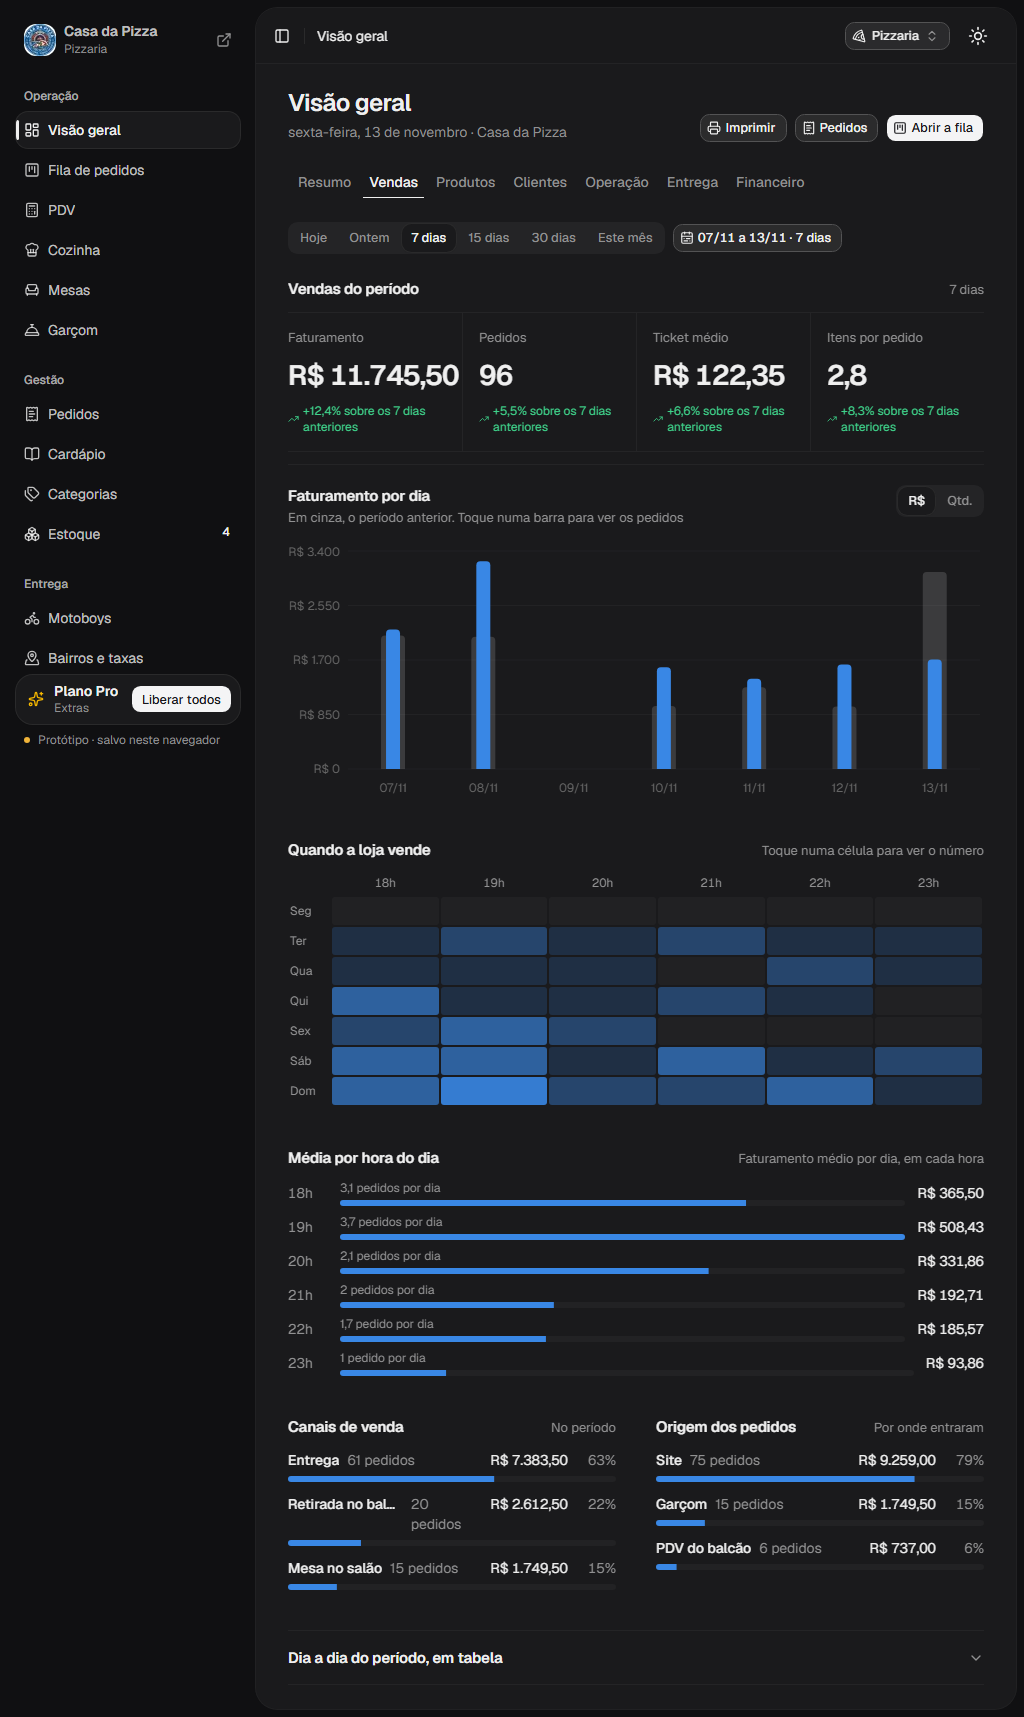 Casa da Pizza
Pizzaria
Operação
Visão geral
Fila de pedidos
PDV
Cozinha
Mesas
Garçom
Gestão
Pedidos
Cardápio
Categorias
Estoque 4
Entrega
Motoboys
Bairros e taxas
Plano Pro
Extras
Liberar todos
Protótipo · salvo neste navegador
Visão geral
Pizzaria
Visão geral
sexta-feira, 13 de novembro · Casa da Pizza
Imprimir Pedidos Abrir a fila
Resumo Vendas Produtos Clientes Operação Entrega Financeiro
Hoje Ontem 7 dias 15 dias 30 dias Este mês 07/11 a 13/11 · 7 dias
Vendas do período 7 dias
Faturamento Pedidos Ticket médio Itens por pedido
R$ 11.745,50 96 R$ 122,35 2,8
+12,4% sobre os 7 dias anteriores
+5,5% sobre os 7 dias anteriores
+6,6% sobre os 7 dias anteriores
+8,3% sobre os 7 dias anteriores
Faturamento por dia
Em cinza, o período anterior. Toque numa barra para ver os pedidos
R$ Qtd.
R$ 3.400
R$ 2.550
R$ 1.700
R$ 850
R$ 0
07/11 08/11 09/11 10/11 11/11 12/11 13/11
Quando a loja vende Toque numa célula para ver o número
18h 19h 20h 21h 22h 23h
Seg
Ter
Qua
Qui
Sex
Sáb
Dom
Média por hora do dia Faturamento médio por dia, em cada hora
18h 3,1 pedidos por dia R$ 365,50
19h 3,7 pedidos por dia R$ 508,43
20h 2,1 pedidos por dia R$ 331,86
21h 2 pedidos por dia R$ 192,71
22h 1,7 pedido por dia R$ 185,57
23h 1 pedido por dia R$ 93,86
Canais de venda No período
Entrega 61 pedidos R$ 7.383,50 63%
Retirada no bal... 20 pedidos R$ 2.612,50 22%
Mesa no salão 15 pedidos R$ 1.749,50 15%
Origem dos pedidos Por onde entraram
Site 75 pedidos R$ 9.259,00 79%
Garçom 15 pedidos R$ 1.749,50 15%
PDV do balcão 6 pedidos R$ 737,00 6%
Dia a dia do período, em tabela